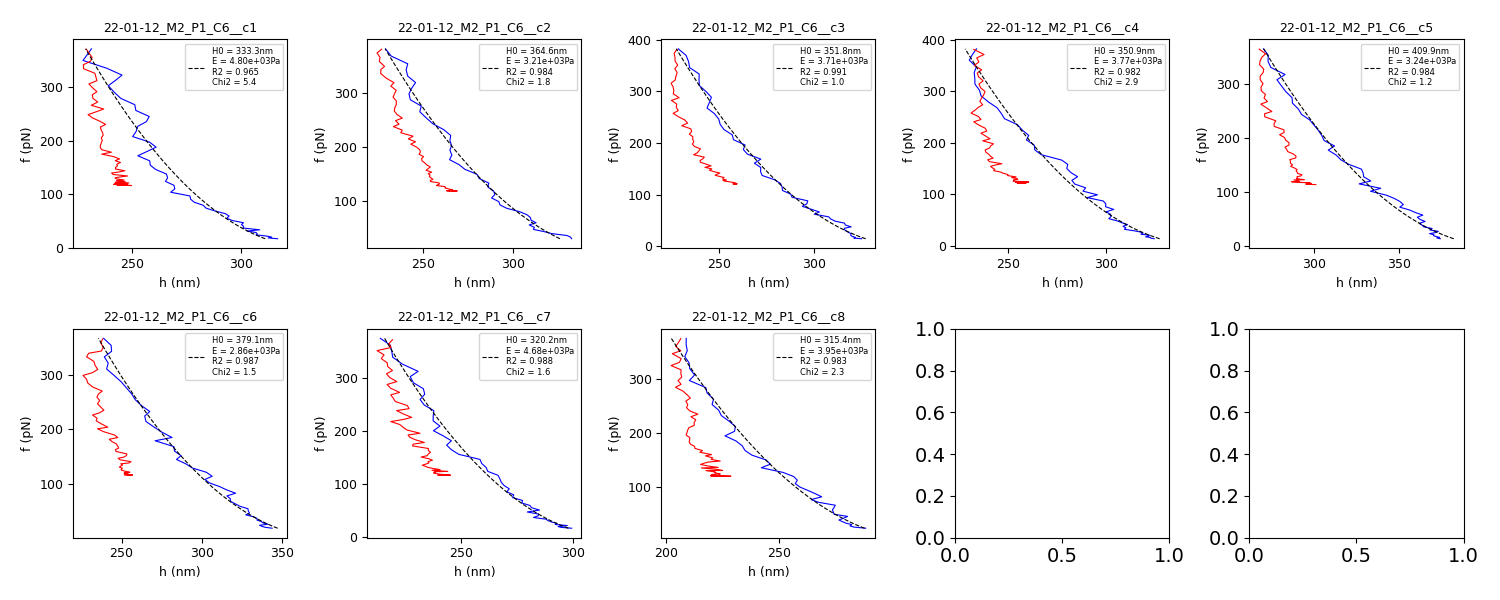 22-01-12_M2_P1_C6__c1
H0 = 333.3nm
E = 4.80e+03Pa
R2 = 0.965
Chi2 = 5.4
300
200
100
0
f (pN)
250
300
h (nm)
22-01-12_M2_P1_C6__c2
H0 = 364.6nm
E = 3.21e+03Pa
R2 = 0.984
Chi2 = 1.8
300
200
100
f (pN)
250
300
h (nm)
22-01-12_M2_P1_C6__c3
H0 = 351.8nm
E = 3.71e+03Pa
R2 = 0.991
Chi2 = 1.0
400
300
200
100
0
f (pN)
250
300
h (nm)
22-01-12_M2_P1_C6__c4
H0 = 350.9nm
E = 3.77e+03Pa
R2 = 0.982
Chi2 = 2.9
400
300
200
100
0
f (pN)
250
300
h (nm)
22-01-12_M2_P1_C6__c5
H0 = 409.9nm
E = 3.24e+03Pa
R2 = 0.984
Chi2 = 1.2
300
200
100
0
f (pN)
300
350
h (nm)
22-01-12_M2_P1_C6__c6
H0 = 379.1nm
E = 2.86e+03Pa
R2 = 0.987
Chi2 = 1.5
300
200
100
f (pN)
250
300
350
h (nm)
22-01-12_M2_P1_C6__c7
H0 = 320.2nm
E = 4.68e+03Pa
R2 = 0.988
Chi2 = 1.6
300
200
100
0
f (pN)
250
300
h (nm)
22-01-12_M2_P1_C6__c8
H0 = 315.4nm
E = 3.95e+03Pa
R2 = 0.983
Chi2 = 2.3
300
200
100
f (pN)
200
250
h (nm)
1.0
0.8
0.6
0.4
0.2
0.0
0.0
0.5
1.0
1.0
0.8
0.6
0.4
0.2
0.0
0.0
0.5
1.0